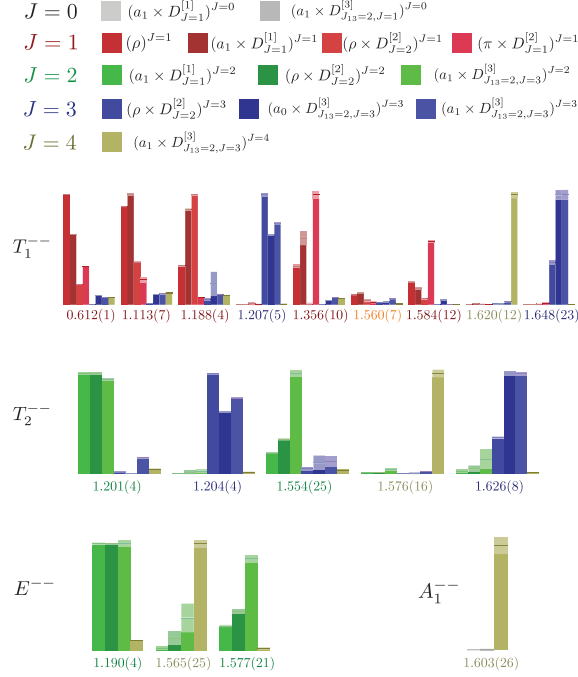 J = 0 (a₁ × D^{[1]}_{J=1})^{J=0} (a₁ × D^{[3]}_{J₁₃=2,J=1})^{J=0}
J = 1 (ρ)^{J=1} (a₁ × D^{[1]}_{J=1})^{J=1} (ρ × D^{[2]}_{J=2})^{J=1} (π × D^{[2]}_{J=1})^{J=1}
J = 2 (a₁ × D^{[1]}_{J=1})^{J=2} (ρ × D^{[2]}_{J=2})^{J=2} (a₁ × D^{[3]}_{J₁₃=2,J=3})^{J=2}
J = 3 (ρ × D^{[2]}_{J=2})^{J=3} (a₀ × D^{[3]}_{J₁₃=2,J=3})^{J=3} (a₁ × D^{[3]}_{J₁₃=2,J=3})^{J=3}
J = 4 (a₁ × D^{[3]}_{J₁₃=2,J=3})^{J=4}
T₁⁻⁻
0.612(1) 1.113(7) 1.188(4) 1.207(5) 1.356(10) 1.560(7) 1.584(12) 1.620(12) 1.648(23)
T₂⁻⁻
1.201(4) 1.204(4) 1.554(25) 1.576(16) 1.626(8)
E⁻⁻ A₁⁻⁻
1.190(4) 1.565(25) 1.577(21) 1.603(26)